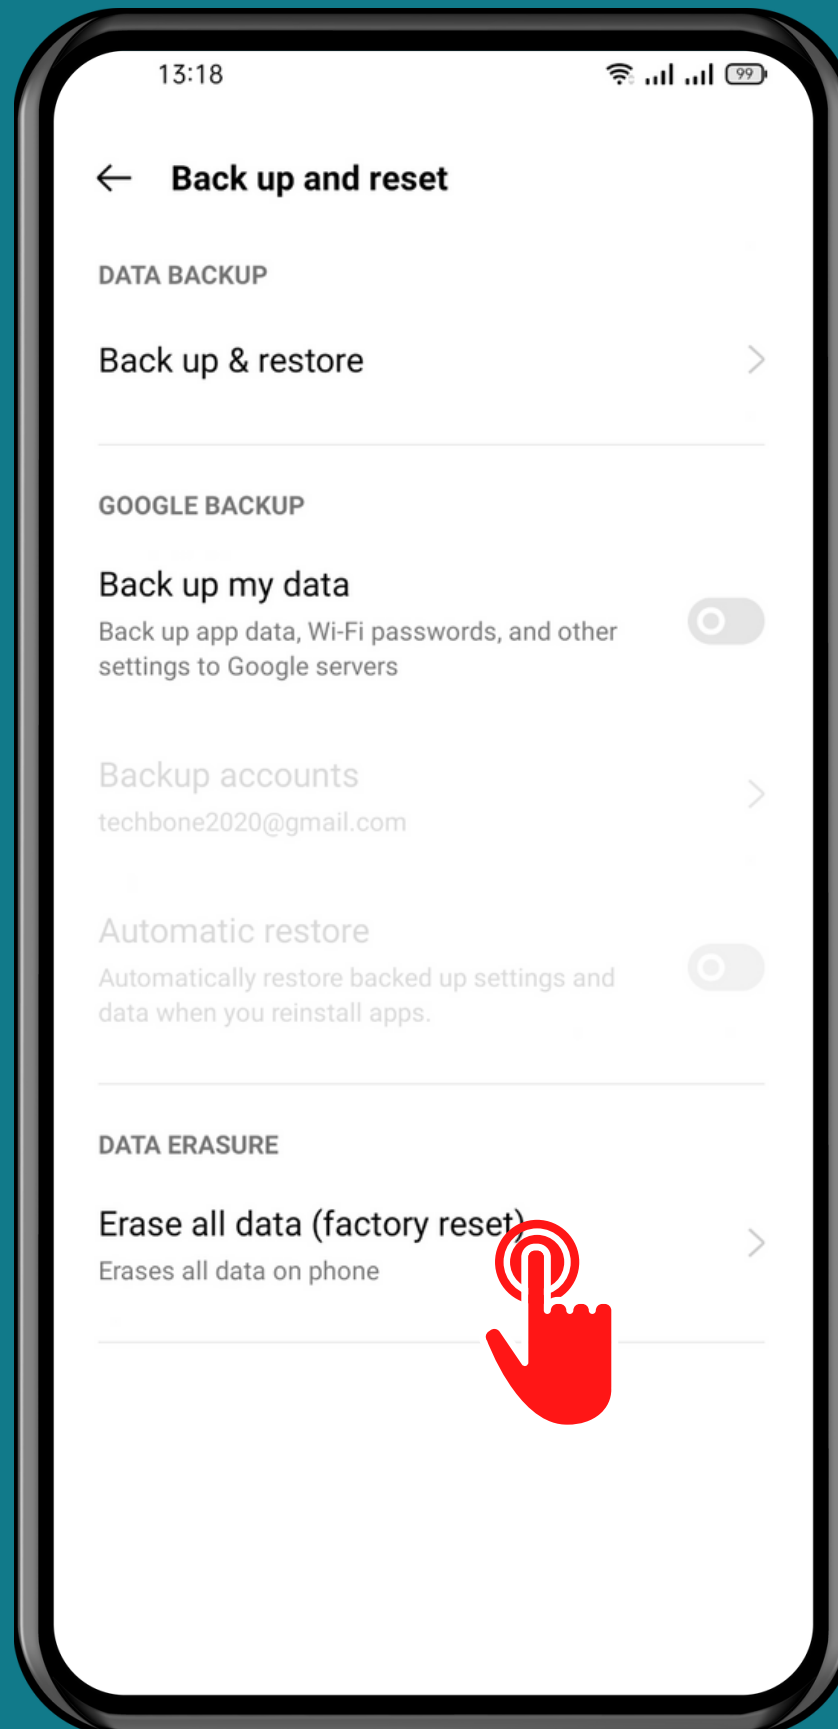 13:18
99
Back up and reset
DATA BACKUP
Back up & restore
GOOGLE BACKUP
Back up my data
Back up app data, Wi-Fi passwords, and other
settings to Google servers
Backup accounts
techbone2020@gmail.com
Automatic restore
Automatically restore backed up settings and
data when you reinstall apps.
DATA ERASURE
Erase all data (factory reset)
Erases all data on phone